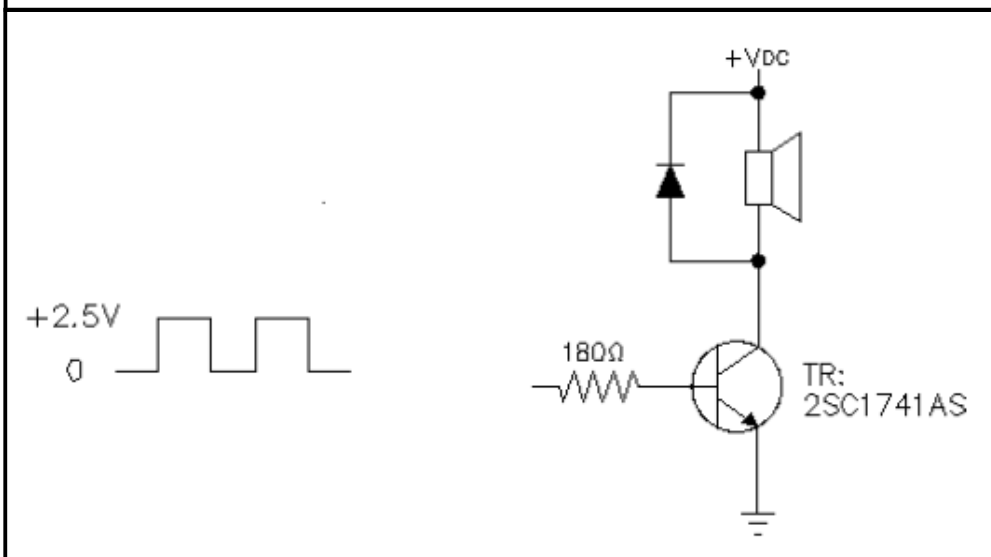 +VDC
+2.5V
0
180Ω
TR:
2SC1741AS